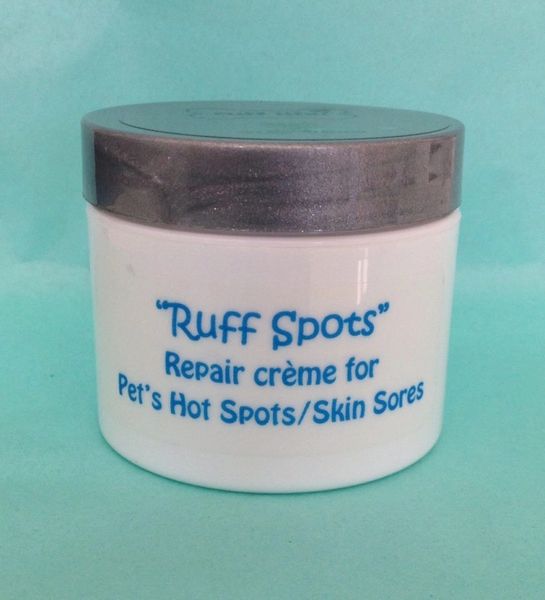 "Ruff Spots"
Repair crème for
Pet's Hot Spots/Skin Sores